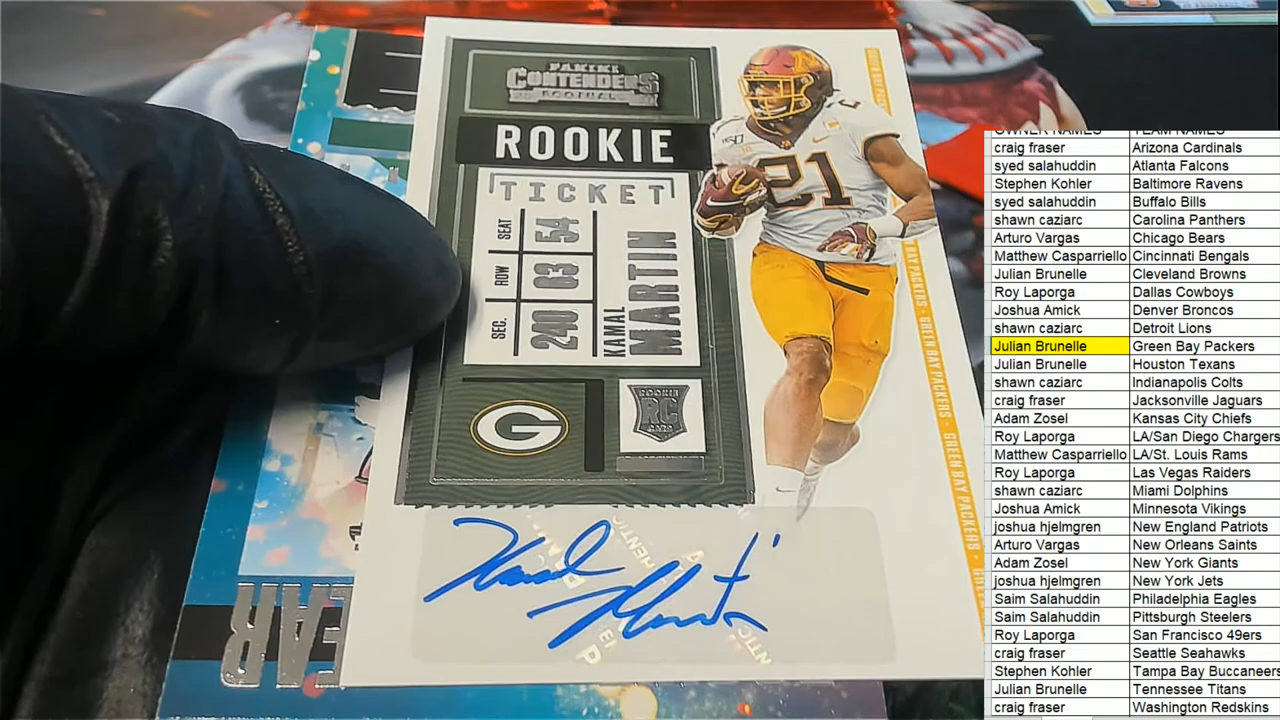 PANINI
CONTENDERS
FOOTBALL
ROOKIE
TICKET
SEAT 54
ROW 83
SEC. 240
KAMAL
MARTIN
G
ROOKIE
RC
21
150
GREEN BAY PACKERS · GREEN BAY PACKERS
Kamal Martin
EAR
OWNER NAMES TEAM NAMES
craig fraser Arizona Cardinals
syed salahuddin Atlanta Falcons
Stephen Kohler Baltimore Ravens
syed salahuddin Buffalo Bills
shawn caziarc Carolina Panthers
Arturo Vargas Chicago Bears
Matthew Casparriello Cincinnati Bengals
Julian Brunelle Cleveland Browns
Roy Laporga Dallas Cowboys
Joshua Amick Denver Broncos
shawn caziarc Detroit Lions
Julian Brunelle Green Bay Packers
Julian Brunelle Houston Texans
shawn caziarc Indianapolis Colts
craig fraser Jacksonville Jaguars
Adam Zosel Kansas City Chiefs
Roy Laporga LA/San Diego Chargers
Matthew Casparriello LA/St. Louis Rams
Roy Laporga Las Vegas Raiders
shawn caziarc Miami Dolphins
Joshua Amick Minnesota Vikings
joshua hjelmgren New England Patriots
Arturo Vargas New Orleans Saints
Adam Zosel New York Giants
joshua hjelmgren New York Jets
Saim Salahuddin Philadelphia Eagles
Saim Salahuddin Pittsburgh Steelers
Roy Laporga San Francisco 49ers
craig fraser Seattle Seahawks
Stephen Kohler Tampa Bay Buccaneers
Julian Brunelle Tennessee Titans
craig fraser Washington Redskins